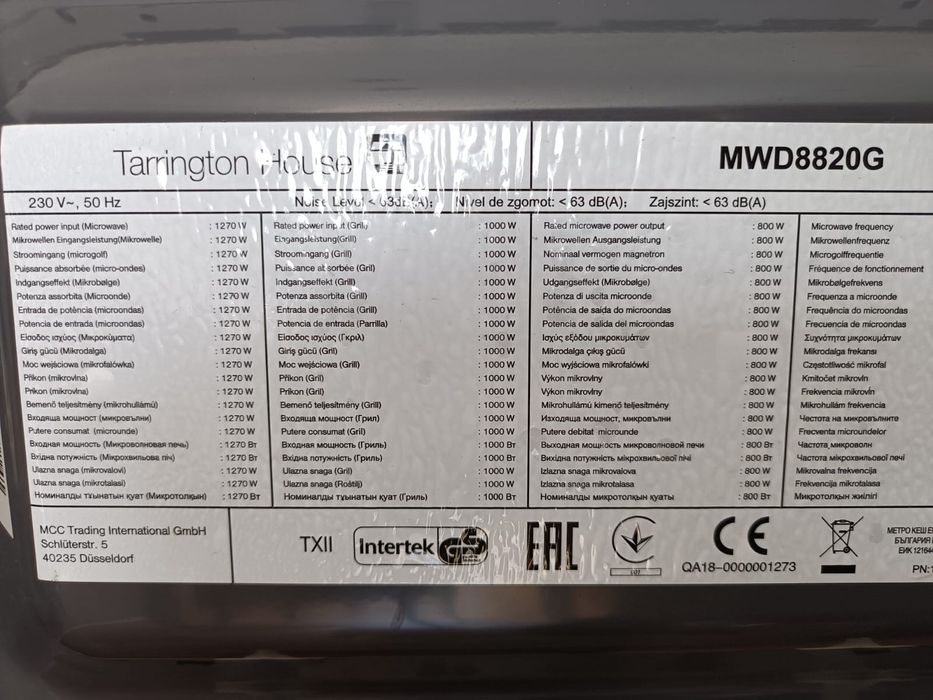 Tarrington House
MWD8820G
230 V~, 50 Hz
Noise Level < 63dB(A); Nivel de zgomot: < 63 dB(A); Zajszint: < 63 dB(A)
Rated power input (Microwave) : 1270 W
Mikrowellen Eingangsleistung(Mikrowelle) : 1270 W
Stroomingang (microgolf) : 1270 W
Puissance absorbée (micro-ondes) : 1270 W
Indgangseffekt (Mikrobølge) : 1270 W
Potenza assorbita (Microonde) : 1270 W
Entrada de potência (microondas) : 1270 W
Potencia de entrada (microondas) : 1270 W
Είσοδος ισχύος (Μικροκύματα) : 1270 W
Giriş gücü (Mikrodalga) : 1270 W
Moc wejściowa (mikrofalówka) : 1270 W
Příkon (mikrovlna) : 1270 W
Príkon (mikrovlna) : 1270 W
Bemenő teljesítmény (mikrohullámú) : 1270 W
Входяща мощност (микровълни) : 1270 W
Putere consumat (microunde) : 1270 W
Входная мощность (Микроволновая печь) : 1270 Вт
Вхідна потужність (Мікрохвильова піч) : 1270 Вт
Ulazna snaga (mikrovalovi) : 1270 W
Ulazna snaga (mikrotalasi) : 1270 W
Номиналды тұынатын қуат (Микротолқын) : 1270 Вт
Rated power input (Grill) : 1000 W
Eingangsleistung(Grill) : 1000 W
Stroomingang (Grill) : 1000 W
Puissance absorbée (Gril) : 1000 W
Indgangseffekt (Grill) : 1000 W
Potenza assorbita (Grill) : 1000 W
Entrada de potência (Grill) : 1000 W
Potencia de entrada (Parrilla) : 1000 W
Είσοδος ισχύος (Γκριλ) : 1000 W
Giriş gücü (Grill) : 1000 W
Moc wejściowa (Grill) : 1000 W
Příkon (Gril) : 1000 W
Príkon (Gril) : 1000 W
Bemenő teljesítmény (Grill) : 1000 W
Входяща мощност (Грил) : 1000 W
Putere consumat (Gril) : 1000 W
Входная мощность (Гриль) : 1000 Вт
Вхідна потужність (Гриль) : 1000 Вт
Ulazna snaga (Grill) : 1000 W
Ulazna snaga (Roštilj) : 1000 W
Номиналды тұынатын қуат (Гриль) : 1000 Вт
Rated microwave power output : 800 W
Mikrowellen Ausgangsleistung : 800 W
Nominaal vermogen magnetron : 800 W
Puissance de sortie du micro-ondes : 800 W
Udgangseffekt (Mikrobølge) : 800 W
Potenza di uscita microonde : 800 W
Potência de saída do microondas : 800 W
Potencia de salida del microondas : 800 W
Ισχύς εξόδου μικροκυμάτων : 800 W
Mikrodalga çıkış gücü : 800 W
Moc wyjściowa mikrofalówki : 800 W
Výkon mikrovlny : 800 W
Výkon mikrovlny : 800 W
Mikrohullámú kimenő teljesítmény : 800 W
Изходяща мощност, микровълни : 800 W
Putere debitat microunde : 800 W
Выходная мощность микроволновой печи : 800 Вт
Вихідна потужність мікрохвильової печі : 800 Вт
Izlazna snaga mikrovalova : 800 W
Izlazna snaga mikrotalasa : 800 W
Номиналды микротолқынның қуаты : 800 Вт
Microwave frequency
Mikrowellenfrequenz
Microgolffrequentie
Fréquence de fonctionnement
Mikrobølgefrekvens
Frequenza a microonde
Frequência do microondas
Frecuencia de microondas
Συχνότητα μικροκυμάτων
Mikrodalga frekansı
Częstotliwość mikrofal
Kmitočet mikrovln
Frekvencia mikrovĺn
Mikrohullám frekvencia
Честота на микровълните
Frecventa microundelor
Частота микроволн
Частота мікрохвильової печі
Mikrovalna frekvencija
Frekvencija mikrotalasa
Микротолқын жиілігі
MCC Trading International GmbH
Schlüterstr. 5
40235 Düsseldorf
TXII
Intertek
GS
EAC
CE
QA18-0000001273
МЕТРО КЕШ
БЪЛГАРИЯ
ЕИК 12164
PN: